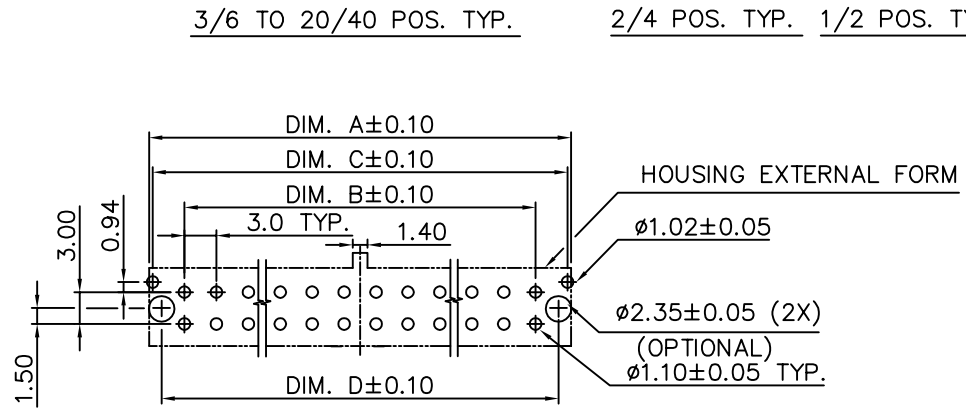 3/6 TO 20/40 POS. TYP.
2/4 POS. TYP.
1/2 POS.
DIM. A±0.10
DIM. C±0.10
HOUSING EXTERNAL FORM
DIM. B±0.10
3.0 TYP.
1.40
ø1.02±0.05
3.00
0.94
ø2.35±0.05 (2X)
(OPTIONAL)
ø1.10±0.05 TYP.
1.50
DIM. D±0.10